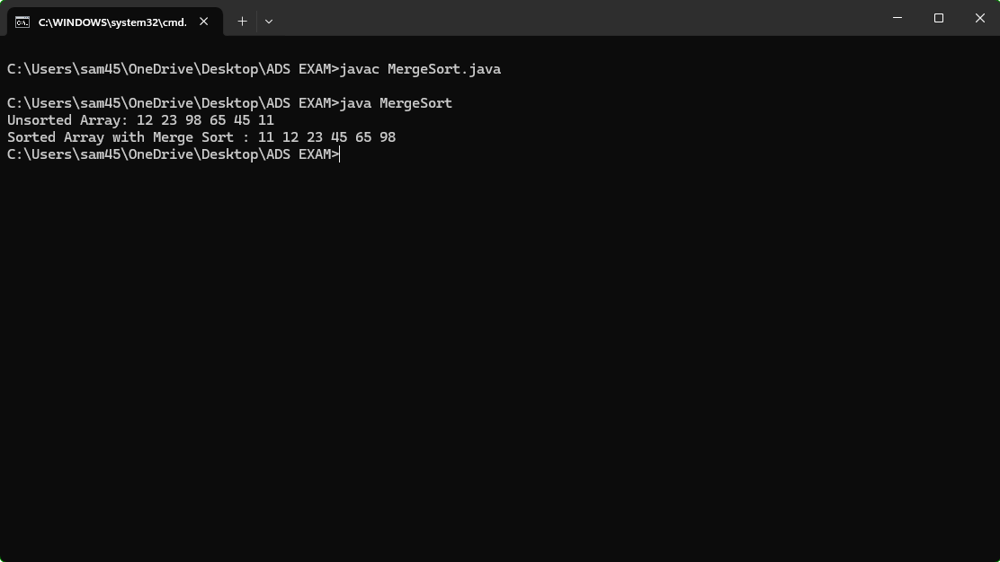 C:\WINDOWS\system32\cmd.
C:\Users\sam45\OneDrive\Desktop\ADS EXAM>javac MergeSort.java
C:\Users\sam45\OneDrive\Desktop\ADS EXAM>java MergeSort
Unsorted Array: 12 23 98 65 45 11
Sorted Array with Merge Sort : 11 12 23 45 65 98
C:\Users\sam45\OneDrive\Desktop\ADS EXAM>